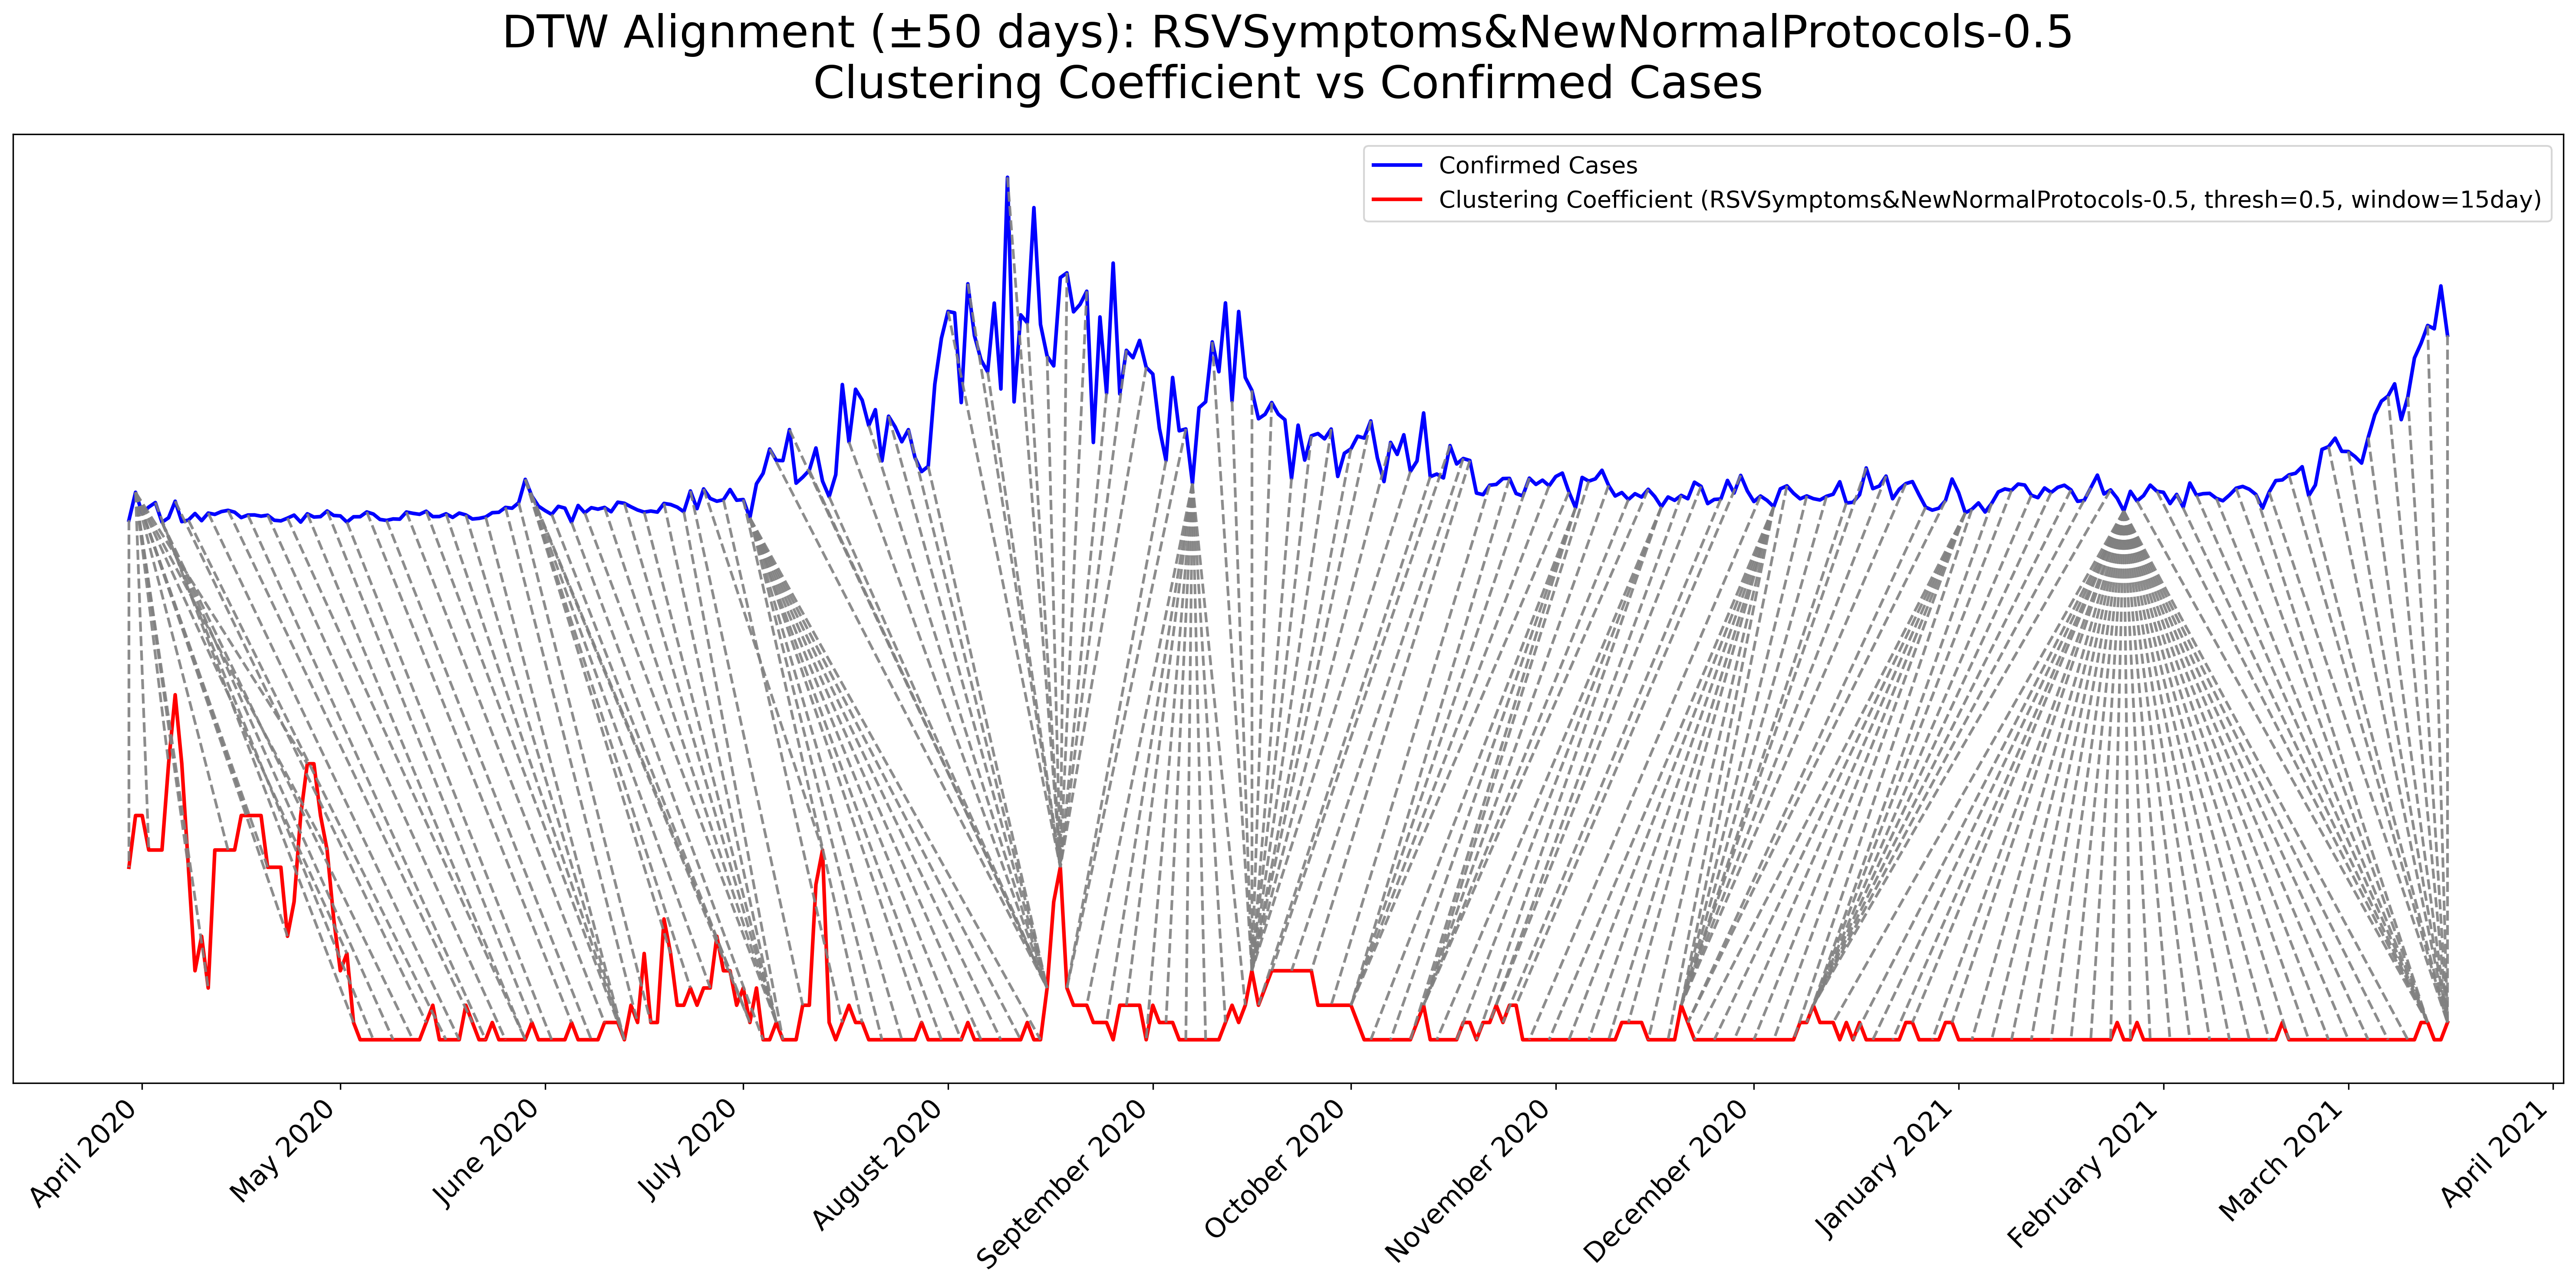 DTW Alignment (±50 days): RSVSymptoms&NewNormalProtocols-0.5
Clustering Coefficient vs Confirmed Cases
Confirmed Cases
Clustering Coefficient (RSVSymptoms&NewNormalProtocols-0.5, thresh=0.5, window=15day)
April 2020
May 2020
June 2020
July 2020
August 2020
September 2020
October 2020
November 2020
December 2020
January 2021
February 2021
March 2021
April 2021